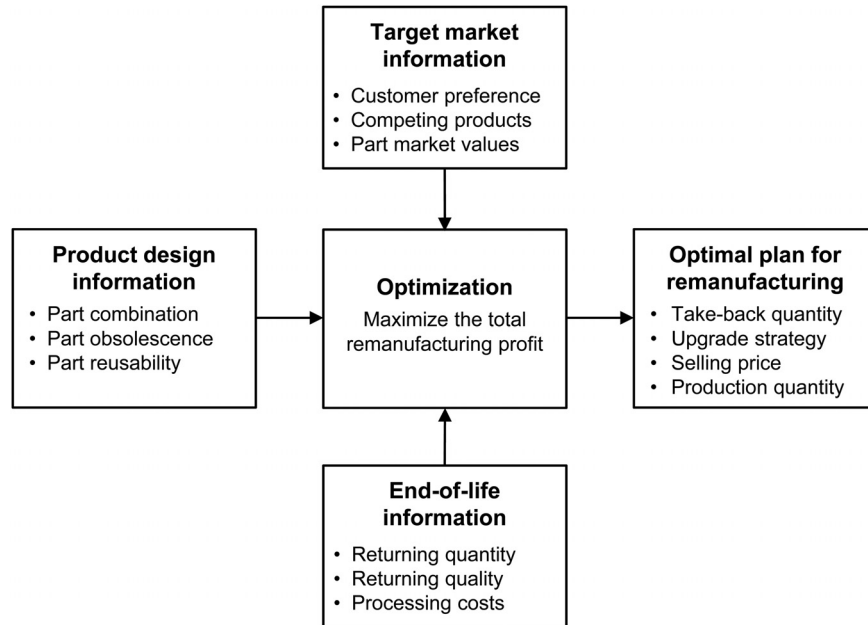 Target market
information
• Customer preference
• Competing products
• Part market values
Product design
information
• Part combination
• Part obsolescence
• Part reusability
Optimization
Maximize the total
remanufacturing profit
Optimal plan for
remanufacturing
• Take-back quantity
• Upgrade strategy
• Selling price
• Production quantity
End-of-life
information
• Returning quantity
• Returning quality
• Processing costs